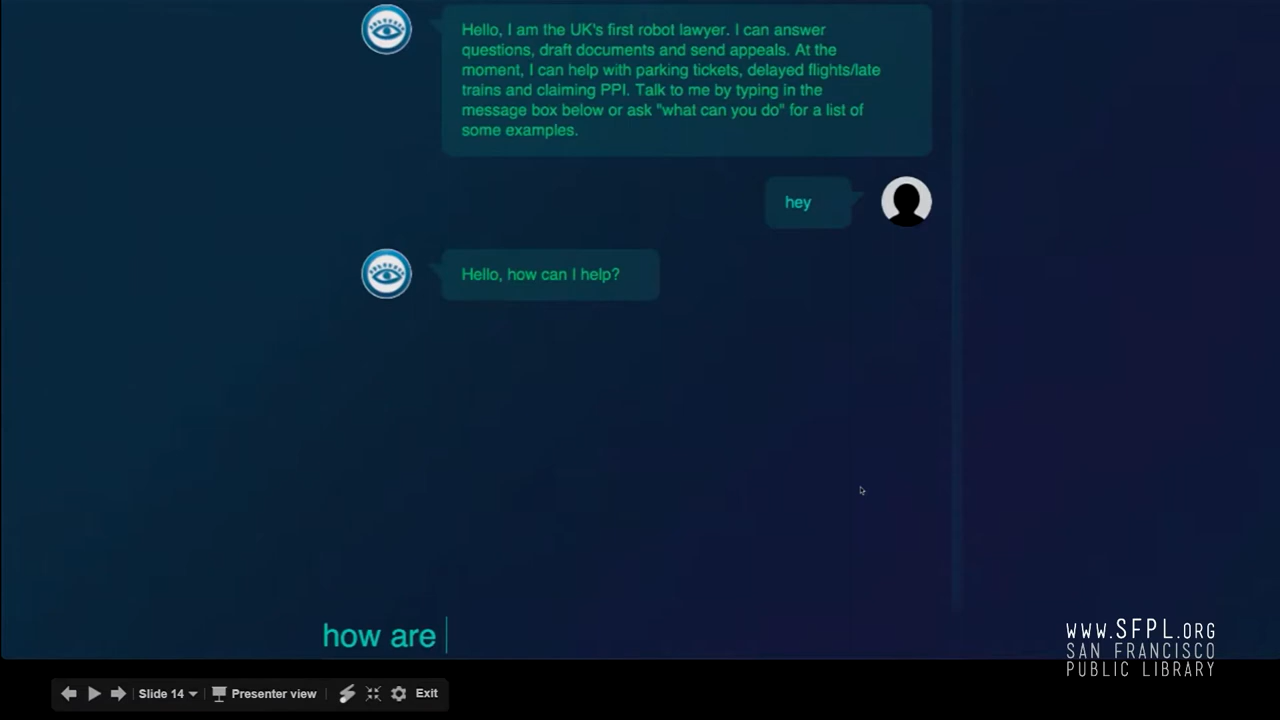 Hello, I am the UK's first robot lawyer. I can answer
questions, draft documents and send appeals. At the
moment, I can help with parking tickets, delayed flights/late
trains and claiming PPI. Talk to me by typing in the
message box below or ask "what can you do" for a list of
some examples.
hey
Hello, how can I help?
how are
WWW.SFPL.ORG
SAN FRANCISCO
PUBLIC LIBRARY
Slide 14
Presenter view
Exit